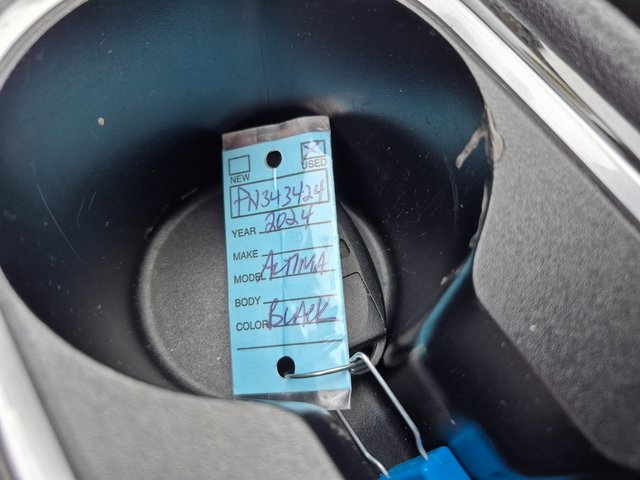 NEW USED
PN343424
YEAR 2024
MAKE
MODEL ALTIMA
BODY
COLOR BLACK